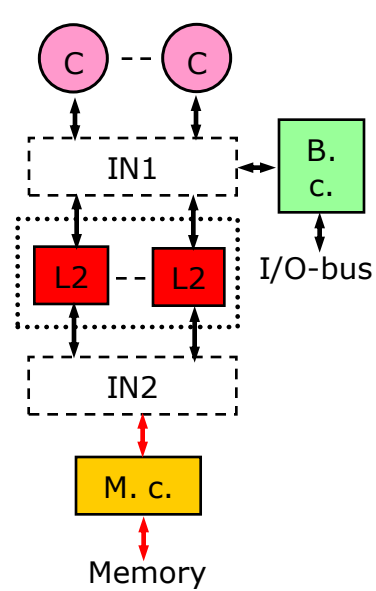 C
C
IN1
B.
c.
I/O-bus
L2
L2
IN2
M. c.
Memory